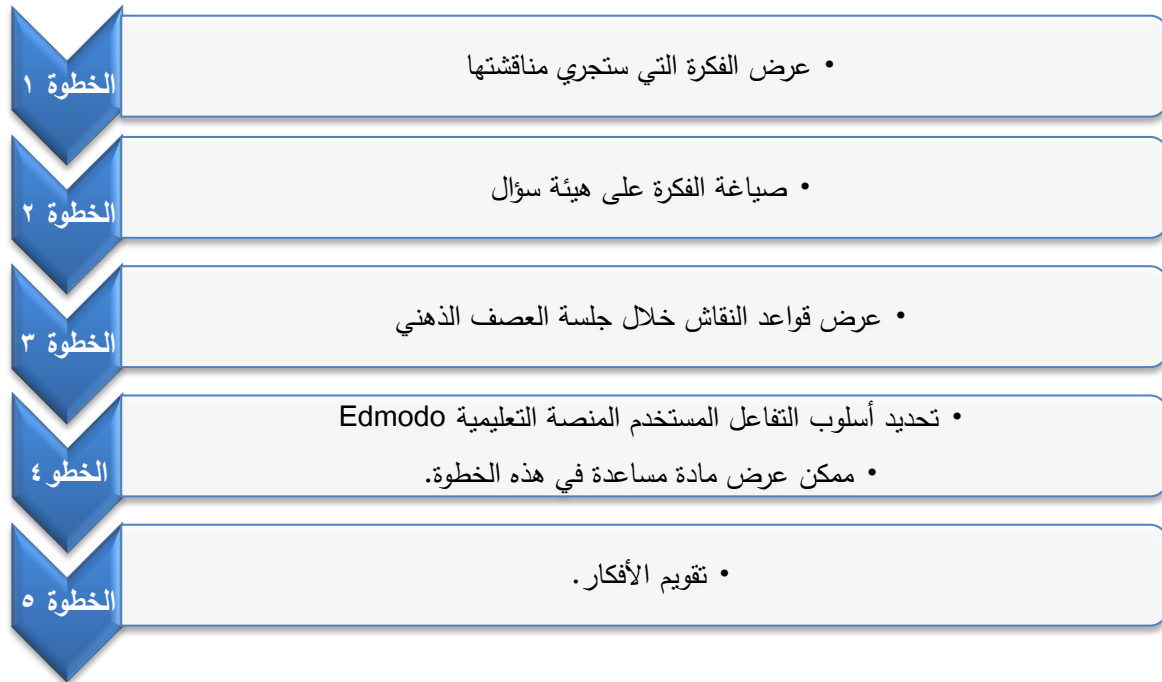 الخطوة ١
• عرض الفكرة التي ستجري مناقشتها
الخطوة ٢
• صياغة الفكرة على هيئة سؤال
الخطوة ٣
• عرض قواعد النقاش خلال جلسة العصف الذهني
الخطو ٤
• تحديد أسلوب التفاعل المستخدم المنصة التعليمية Edmodo
• ممكن عرض مادة مساعدة في هذه الخطوة.
الخطوة ٥
• تقويم الأفكار.